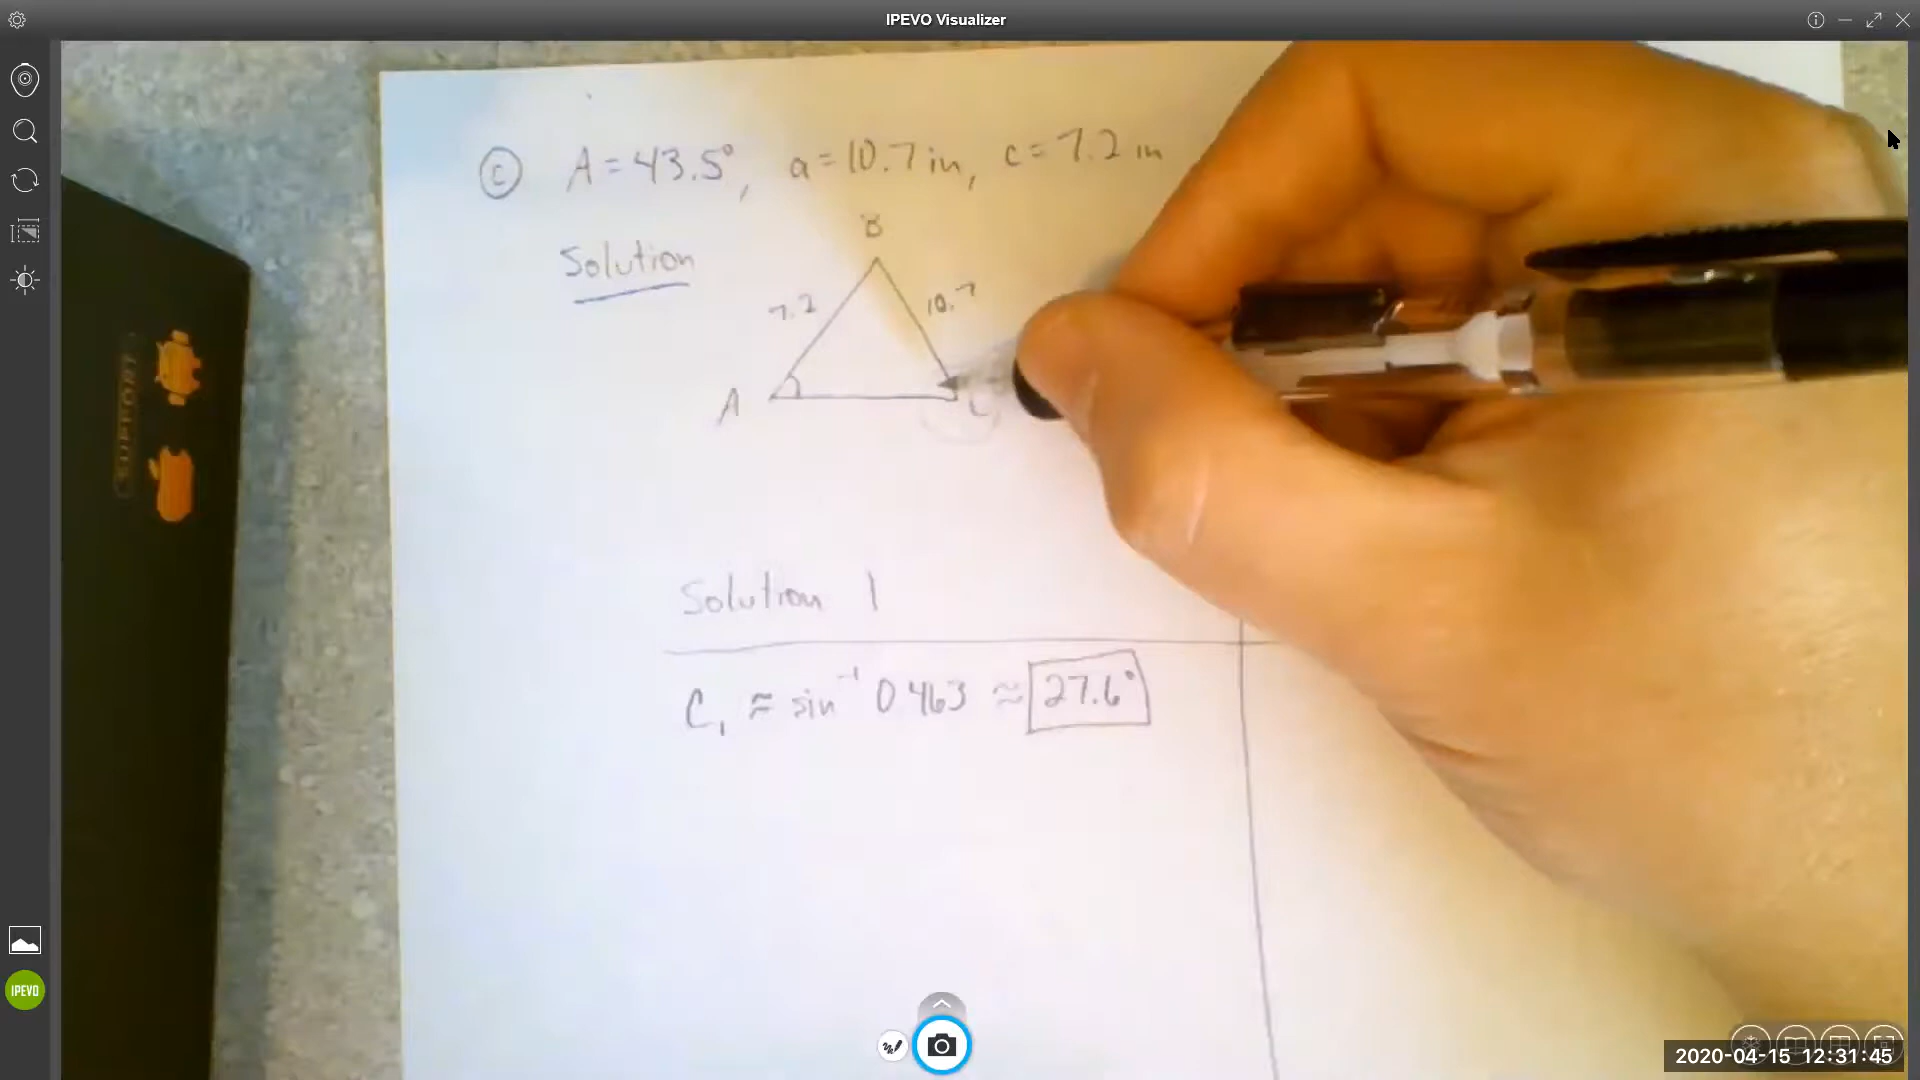 IPEVO Visualizer
ⓒ A = 43.5°, a = 10.7 in, c = 7.2 in
Solution
B
7.2
10.7
A
C
SUPPORT
Solution 1
C₁ ≈ sin⁻¹ 0.463 ≈ 27.6°
IPEVO
2020-04-15 12:31:45